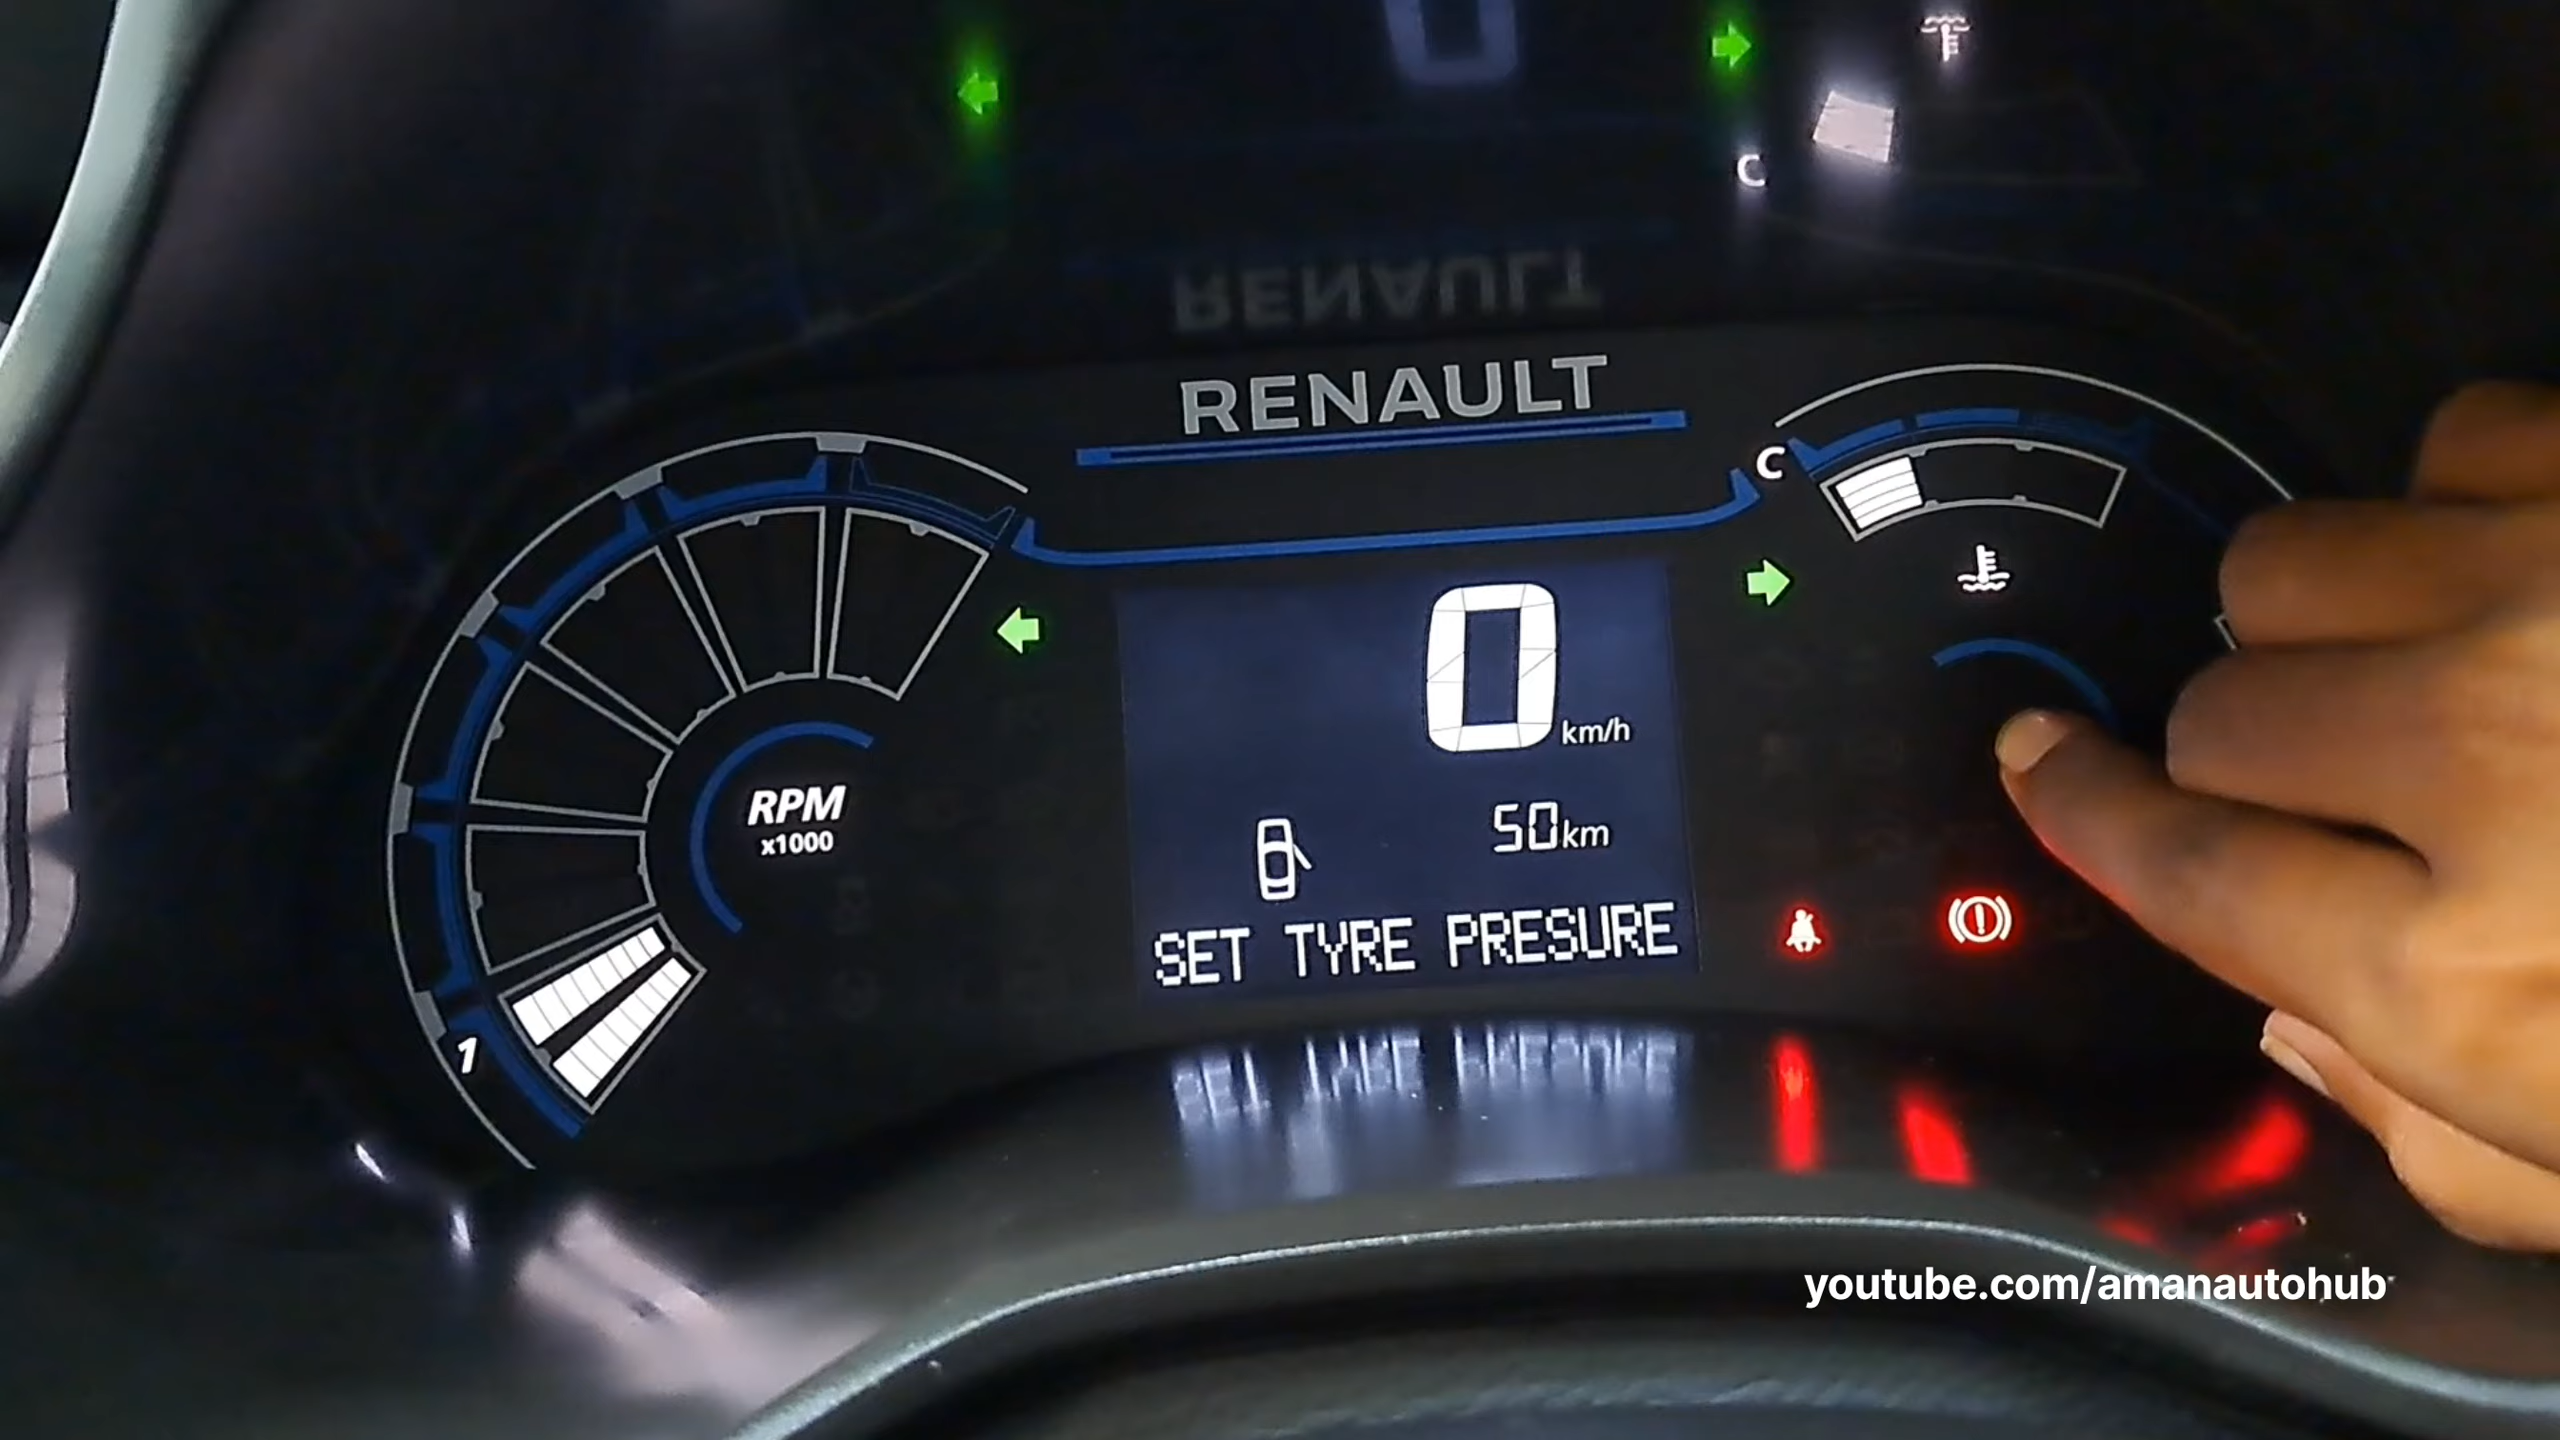 C
RENAULT
RENAULT
C
0
km/h
RPM
x1000
50km
SET TYRE PRESURE
1
youtube.com/amanautohub